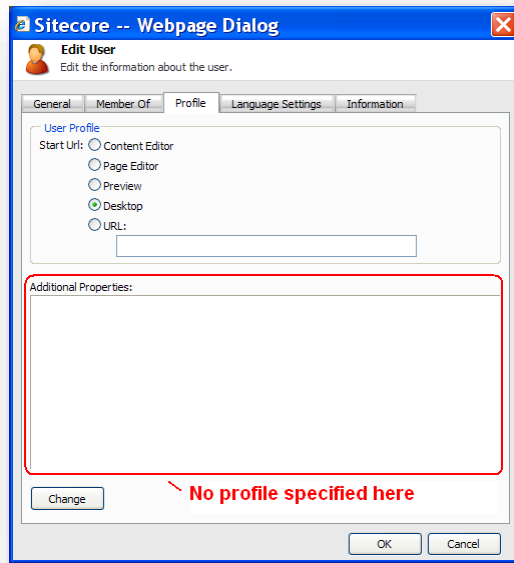 Sitecore -- Webpage Dialog
Edit User
Edit the information about the user.
General Member Of Profile Language Settings Information
User Profile
Start Url: Content Editor
Page Editor
Preview
Desktop
URL:
Additional Properties:
No profile specified here
Change
OK Cancel